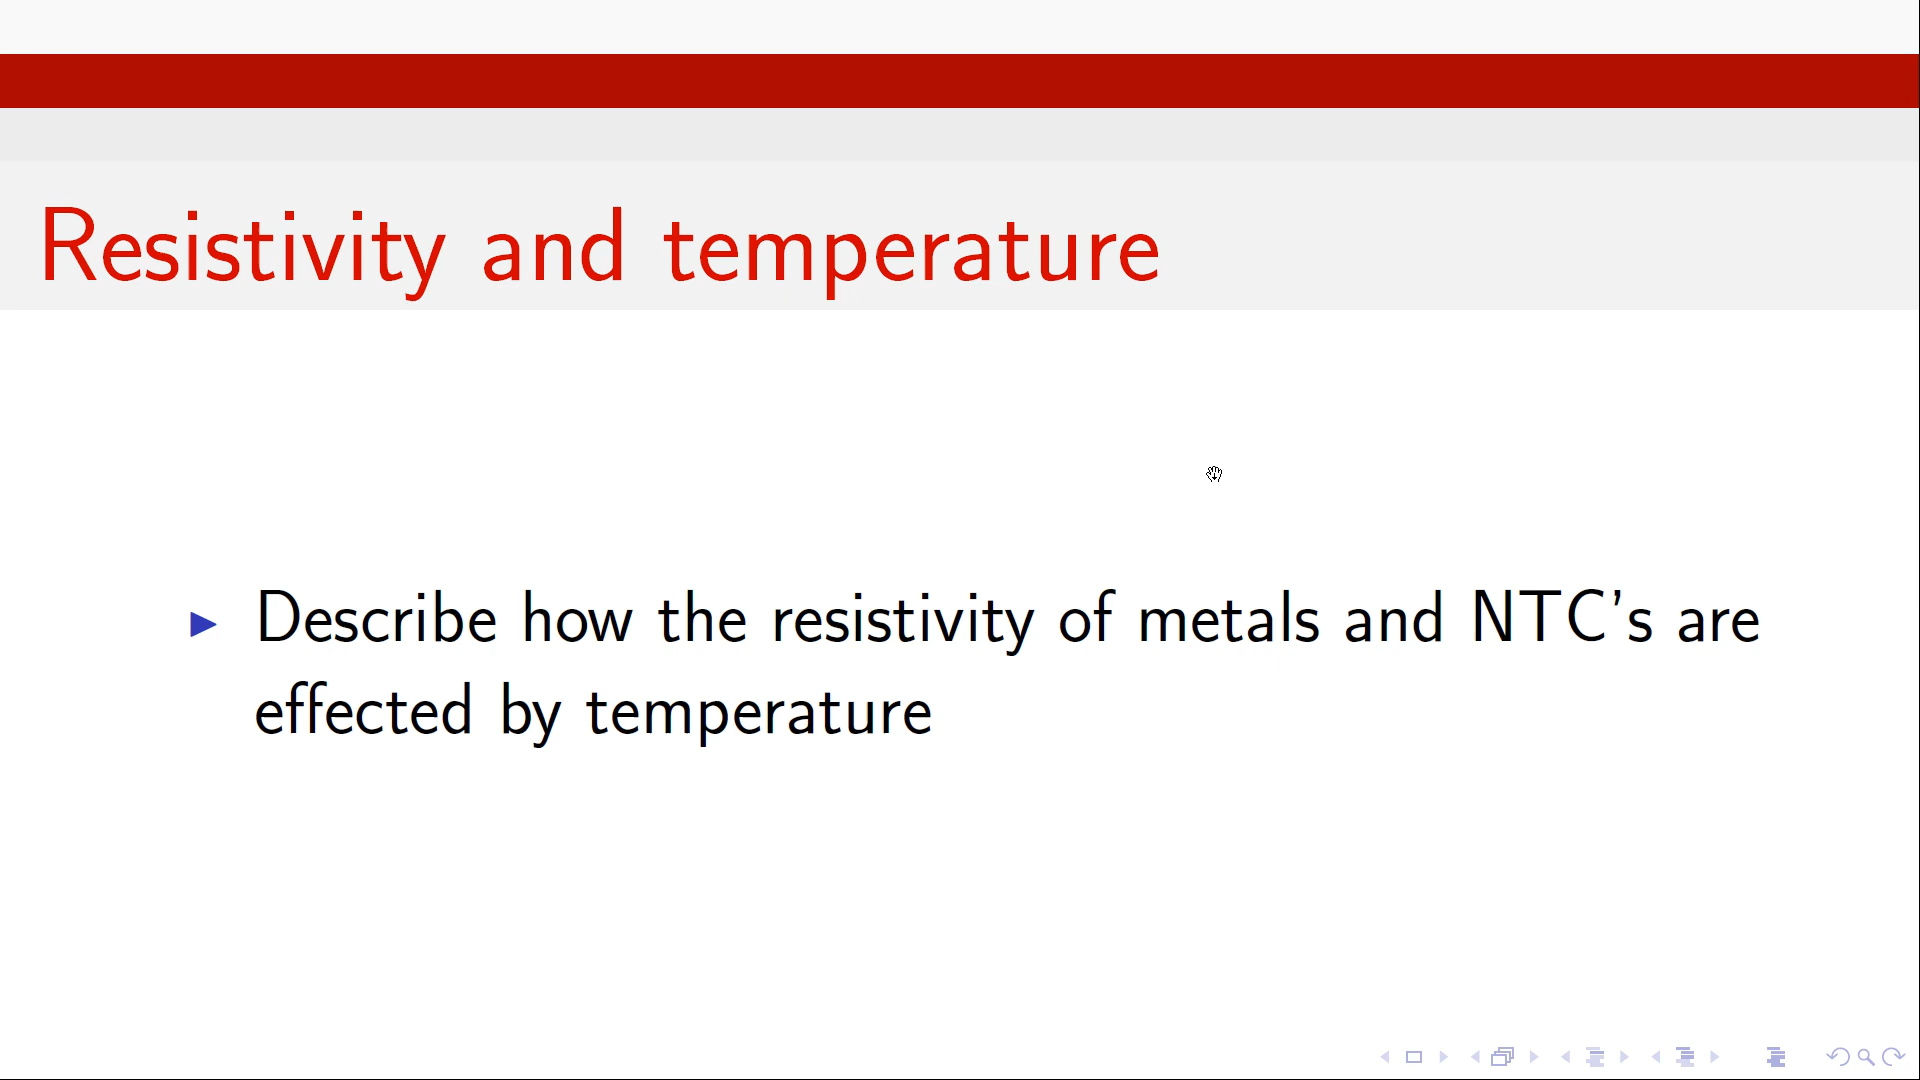 Resistivity and temperature
Describe how the resistivity of metals and NTC's are
effected by temperature